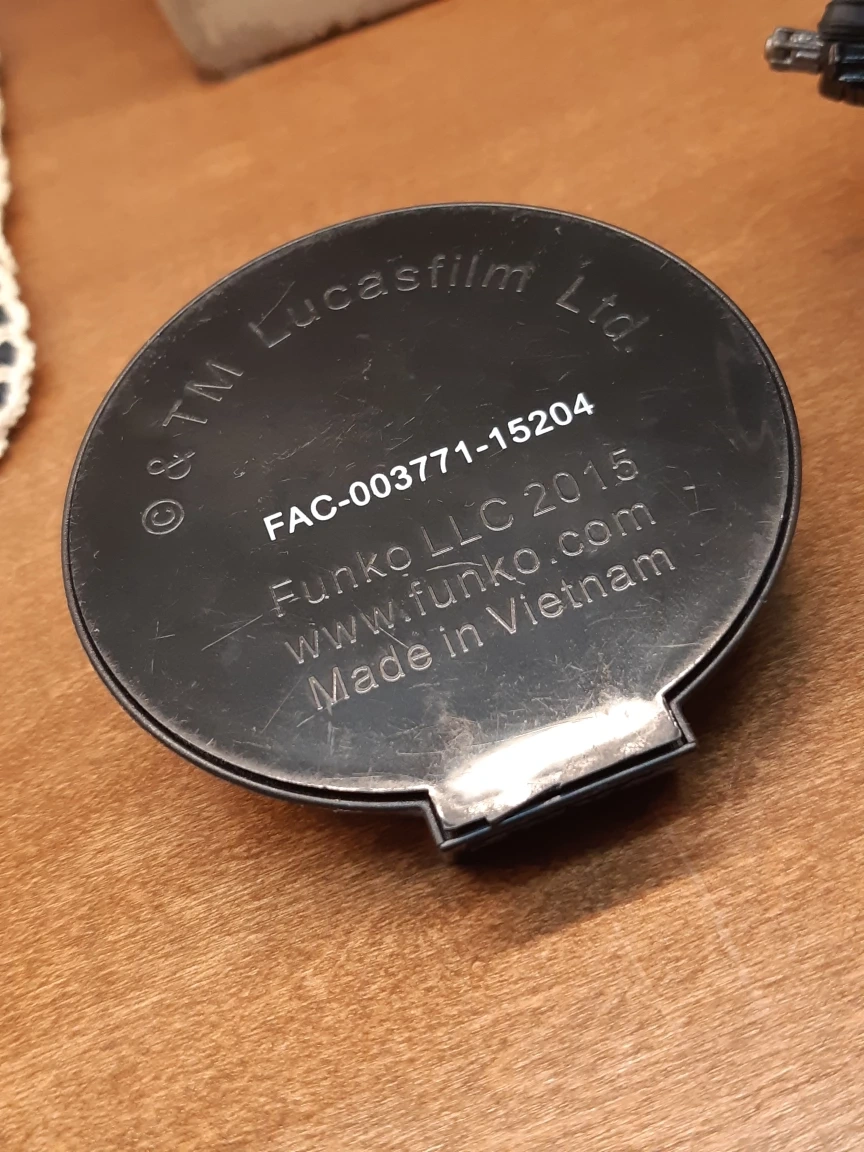 © & TM Lucasfilm Ltd.
FAC-003771-15204
Funko LLC 2015
www.funko.com
Made in Vietnam